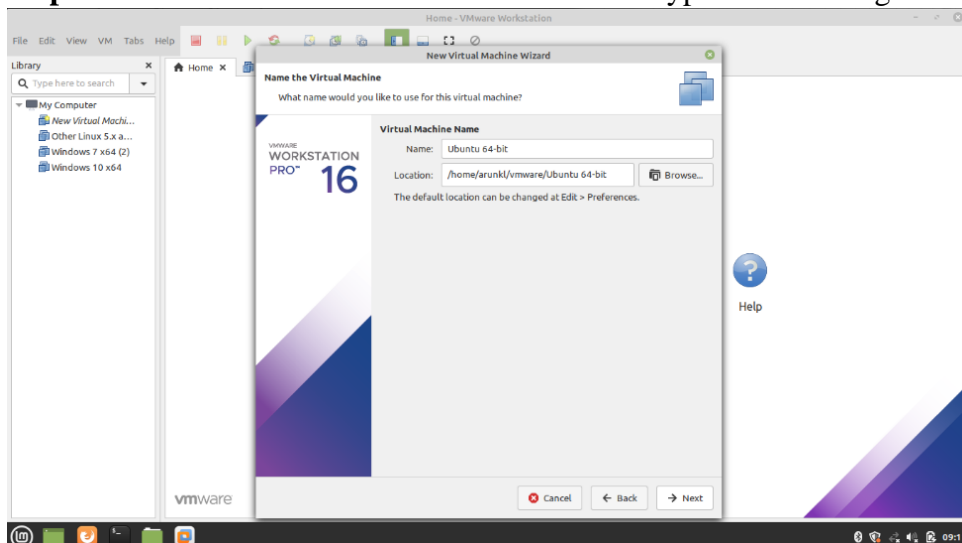 Home - VMware Workstation
File Edit View VM Tabs Help
New Virtual Machine Wizard
Library
Home
Type here to search
My Computer
New Virtual Machi...
Other Linux 5.x a...
Windows 7 x64 (2)
Windows 10 x64
Name the Virtual Machine
What name would you like to use for this virtual machine?
VMWARE
WORKSTATION
PRO™ 16
Virtual Machine Name
Name: Ubuntu 64-bit
Location: /home/arunkl/vmware/Ubuntu 64-bit Browse...
The default location can be changed at Edit > Preferences.
Help
Cancel Back Next
vmware